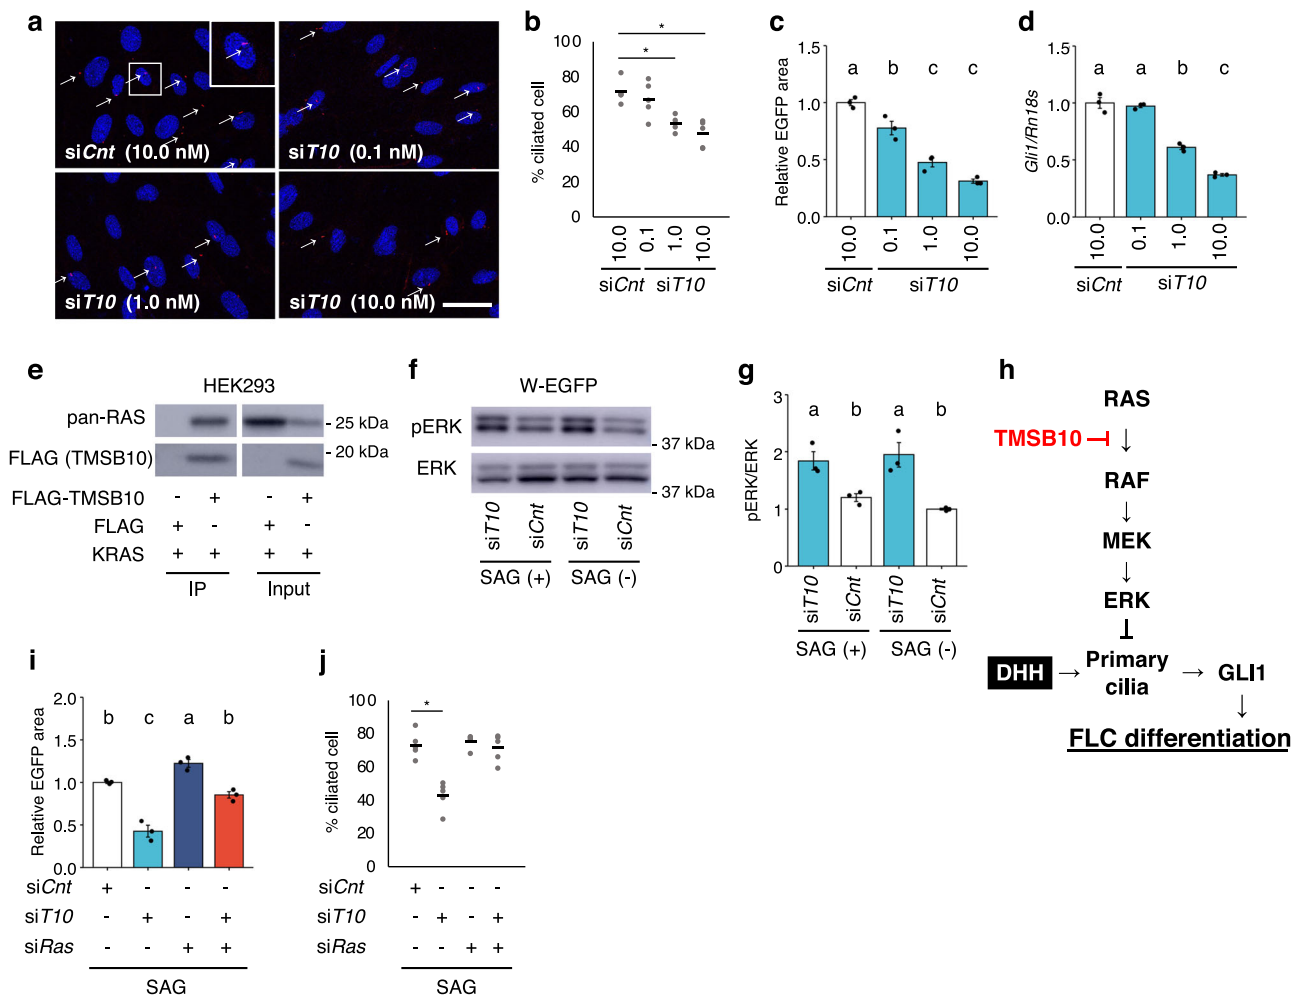 a
siCnt (10.0 nM)
siT10 (0.1 nM)
siT10 (1.0 nM)
siT10 (10.0 nM)
b
% ciliated cell
100
80
60
40
20
0
* *
10.0 0.1 1.0 10.0
siCnt siT10
c
Relative EGFP area
1.5
1.0
0.5
0.0
a b c c
10.0 0.1 1.0 10.0
siCnt siT10
d
Gli1/Rn18s
1.5
1.0
0.5
0.0
a a b c
10.0 0.1 1.0 10.0
siCnt siT10
e
HEK293
pan-RAS
- 25 kDa
- 20 kDa
FLAG (TMSB10)
FLAG-TMSB10 - + - +
FLAG + - + -
KRAS + + + +
IP Input
f
W-EGFP
pERK
- 37 kDa
ERK
- 37 kDa
siT10 siCnt siT10 siCnt
SAG (+) SAG (-)
g
pERK/ERK
3
2
1
0
a b a b
siT10 siCnt siT10 siCnt
SAG (+) SAG (-)
h
RAS
TMSB10
RAF
MEK
ERK
DHH → Primary cilia → GLI1
FLC differentiation
i
Relative EGFP area
2.0
1.5
1.0
0.5
0.0
b c a b
siCnt + - - -
siT10 - + - +
siRas - - + +
SAG
j
% ciliated cell
100
80
60
40
20
0
*
siCnt + - - -
siT10 - + - +
siRas - - + +
SAG